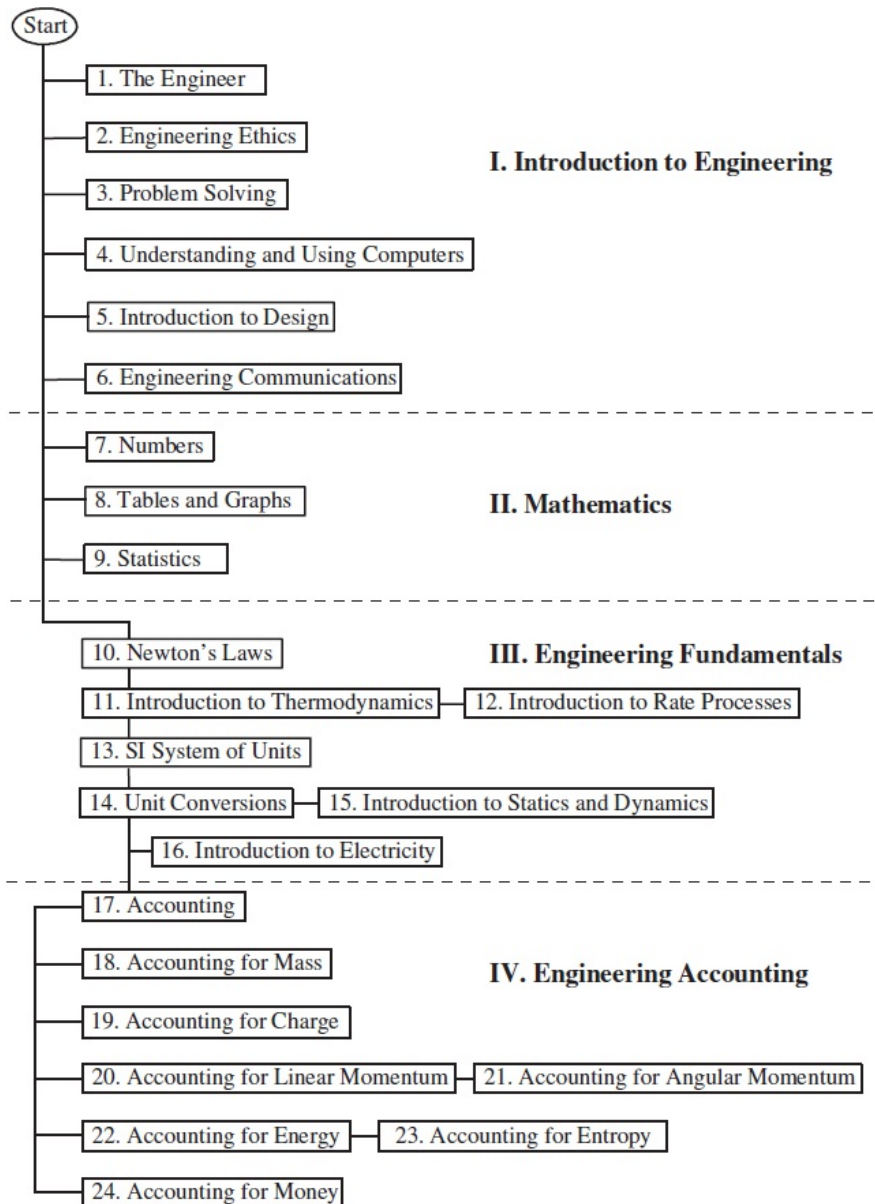 Start
1. The Engineer
2. Engineering Ethics
I. Introduction to Engineering
3. Problem Solving
4. Understanding and Using Computers
5. Introduction to Design
6. Engineering Communications
7. Numbers
8. Tables and Graphs
II. Mathematics
9. Statistics
10. Newton's Laws
III. Engineering Fundamentals
11. Introduction to Thermodynamics
12. Introduction to Rate Processes
13. SI System of Units
14. Unit Conversions
15. Introduction to Statics and Dynamics
16. Introduction to Electricity
17. Accounting
18. Accounting for Mass
IV. Engineering Accounting
19. Accounting for Charge
20. Accounting for Linear Momentum
21. Accounting for Angular Momentum
22. Accounting for Energy
23. Accounting for Entropy
24. Accounting for Money